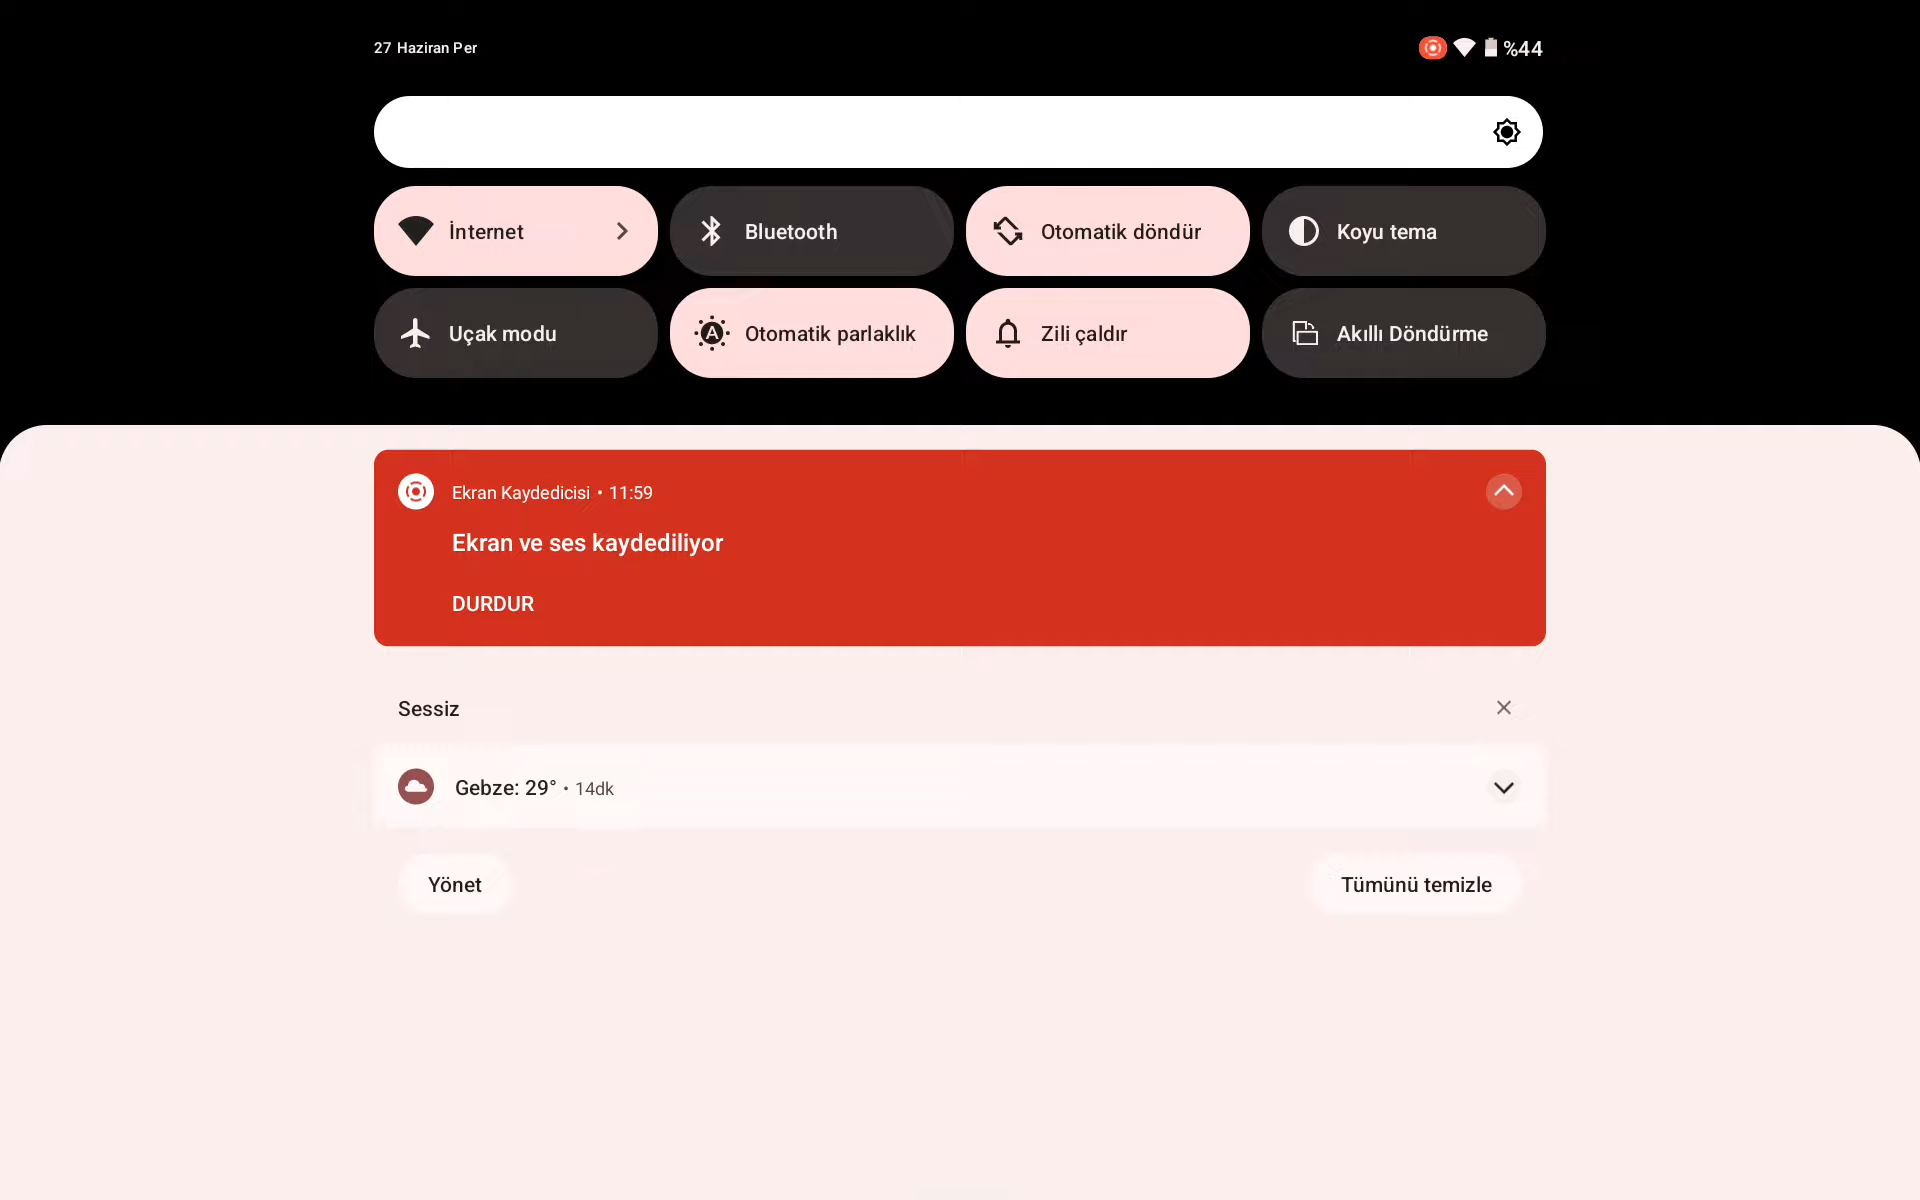 27 Haziran Per
%44
İnternet
Bluetooth
Otomatik döndür
Koyu tema
Uçak modu
Otomatik parlaklık
Zili çaldır
Akıllı Döndürme
Ekran Kaydedicisi • 11:59
Ekran ve ses kaydediliyor
DURDUR
Sessiz
Gebze: 29° • 14dk
Yönet
Tümünü temizle